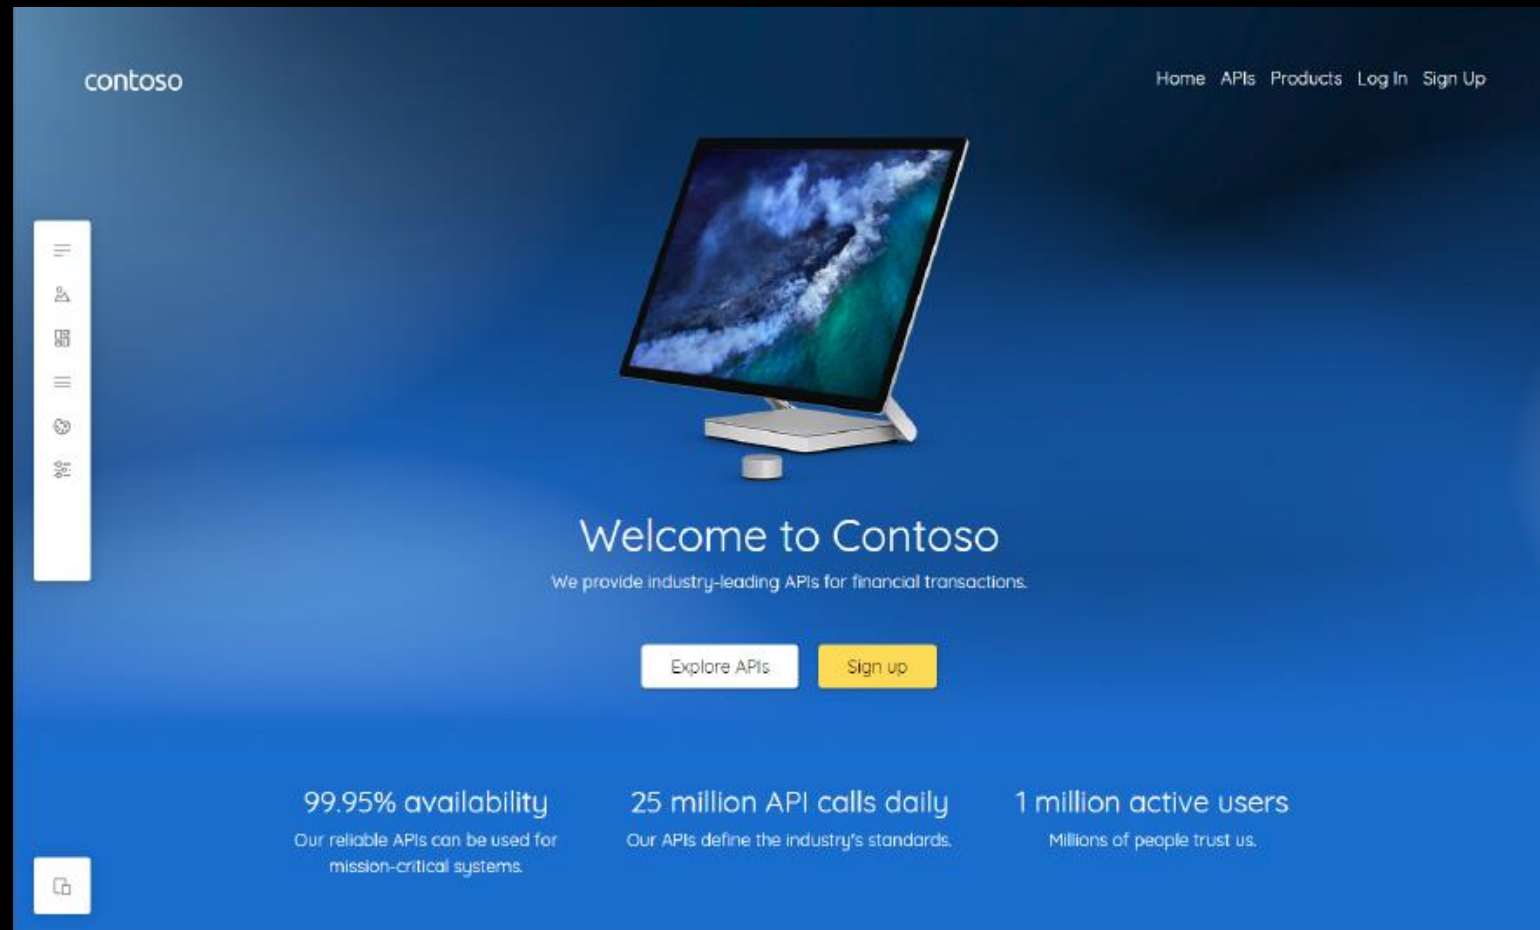 contoso
Home APIs Products Log In Sign Up
Welcome to Contoso
We provide industry-leading APIs for financial transactions.
Explore APIs
Sign up
99.95% availability
Our reliable APIs can be used for
mission-critical systems.
25 million API calls daily
Our APIs define the industry's standards.
1 million active users
Millions of people trust us.